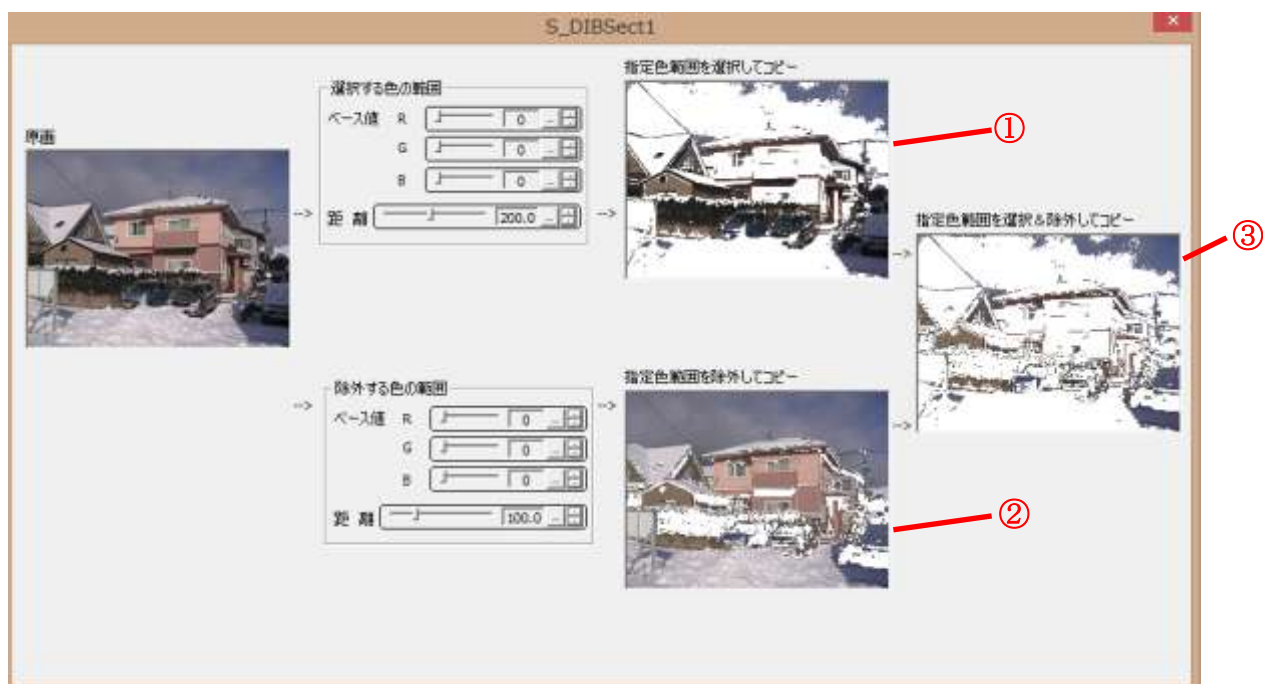 S_DIBSect1
原画
-->
選択する色の範囲
ベース値 R 0 ...
G 0 ...
B 0 ...
距 離 200.0 ...
-->
指定色範囲を選択してコピー
①
-->
除外する色の範囲
ベース値 R 0 ...
G 0 ...
B 0 ...
距 離 100.0 ...
-->
指定色範囲を除外してコピー
②
-->
-->
指定色範囲を選択&除外してコピー
③